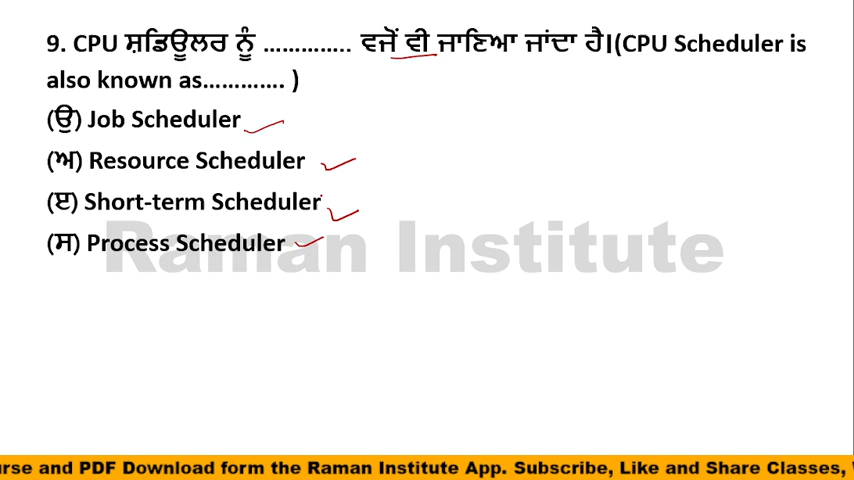 9. CPU ਸ਼ਡਿਊਲਰ ਨੂੰ ………….. ਵਜੋਂ ਵੀ ਜਾਣਿਆ ਜਾਂਦਾ ਹੈ।(CPU Scheduler is
also known as…………. )
(ਉ) Job Scheduler
(ਅ) Resource Scheduler
(ੲ) Short-term Scheduler
(ਸ) Process Scheduler
Raman Institute
and PDF Download form the Raman Institute App. Subscribe, Like and Share Classes,